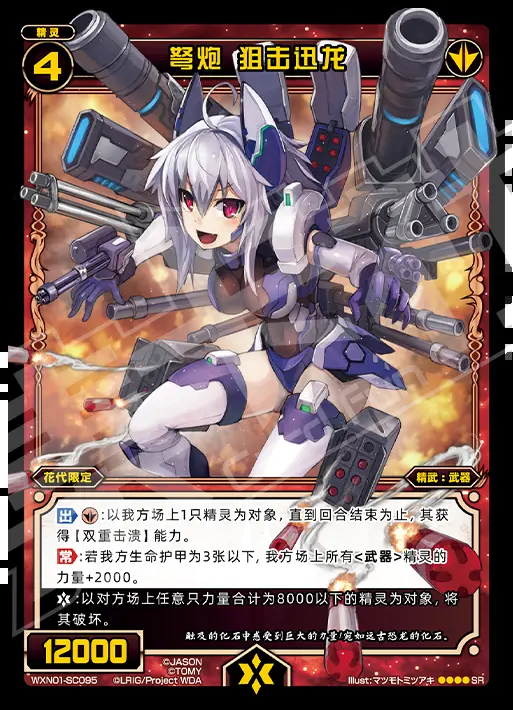 精灵
4
弩炮 狙击迅龙
花代限定
精武：武器
出 :以我方场上1只精灵为对象，直到回合结束为止，其获
得【双重击溃】能力。
常 :若我方生命护甲为3张以下，我方场上所有<武器>精灵的
力量+2000。
:以对方场上任意只力量合计为8000以下的精灵为对象，将
其破坏。
触及的化石中感受到巨大的力量!宛如远古恐龙的化石。
12000
©JASON
©TOMY
WXN01-SC095 ©LRIG/Project WDA
Illust:マツモトミツアキ
SR